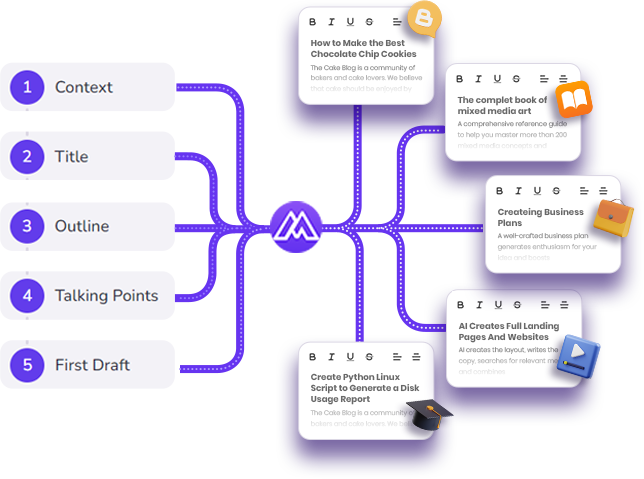 1 Context
2 Title
3 Outline
4 Talking Points
5 First Draft
B I U S
How to Make the Best
Chocolate Chip Cookies
The Cake Blog is a community of
bakers and cake lovers. We believe
that cake should be enjoyed be
B I U S
The complet book of
mixed media art
A comprehensive reference guide
to help you master more than 200
mixed media concepts and
B I U S
Createing Business
Plans
A well-crafted business plan
generates enthusiasm for your
idea and boosts
B I U S
AI Creates Full Landing
Pages And Websites
AI creates the layout, writes the
copy, searches for relevant me
and combines
B I U S
Create Python Linux
Script to Generate a Disk
Usage Report
The Cake Blog is a community of
bakers and cake lovers. We bel